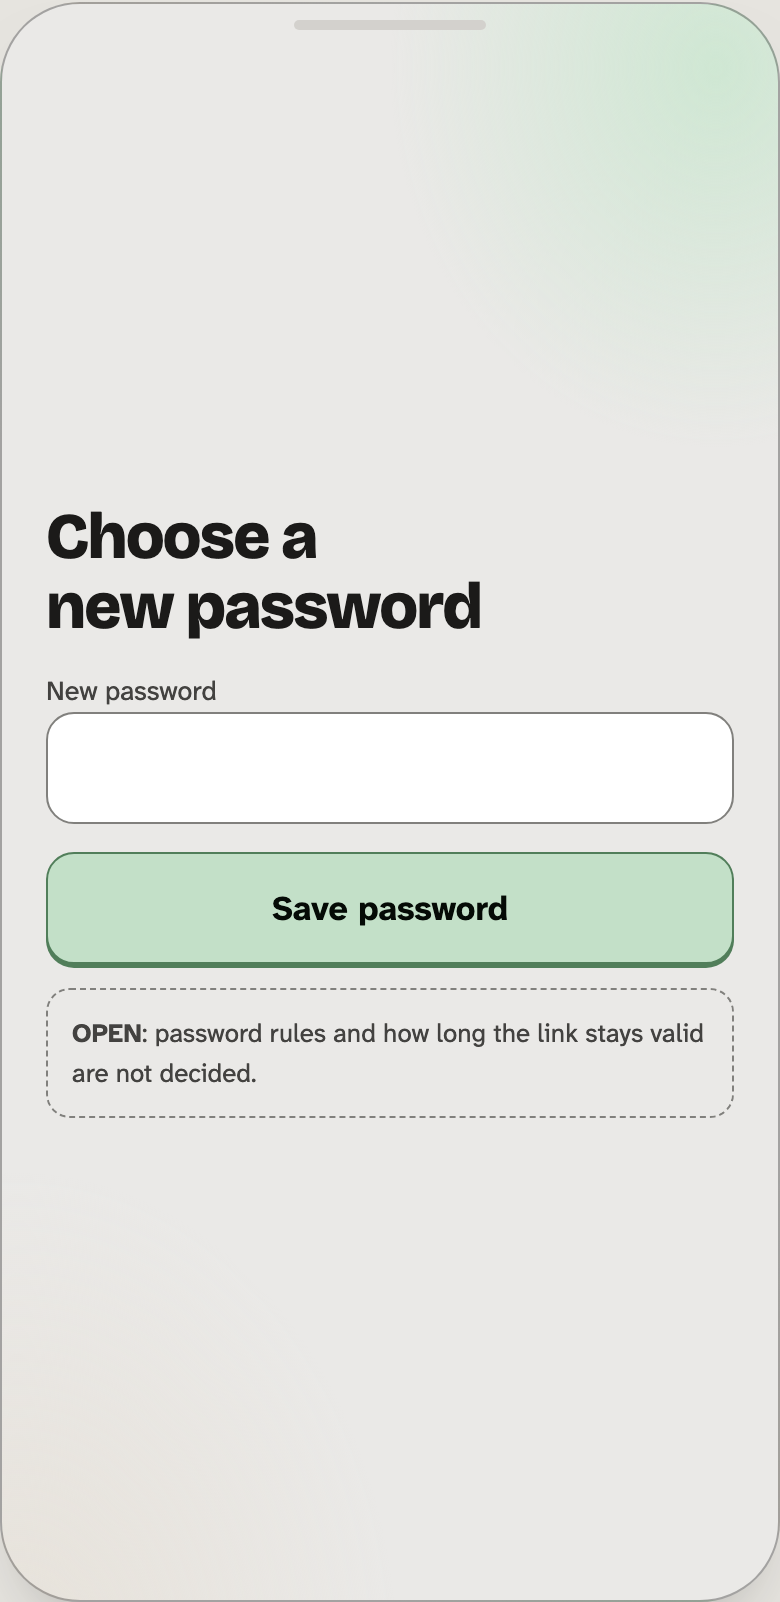 Choose a
new password
New password
Save password
OPEN: password rules and how long the link stays valid
are not decided.